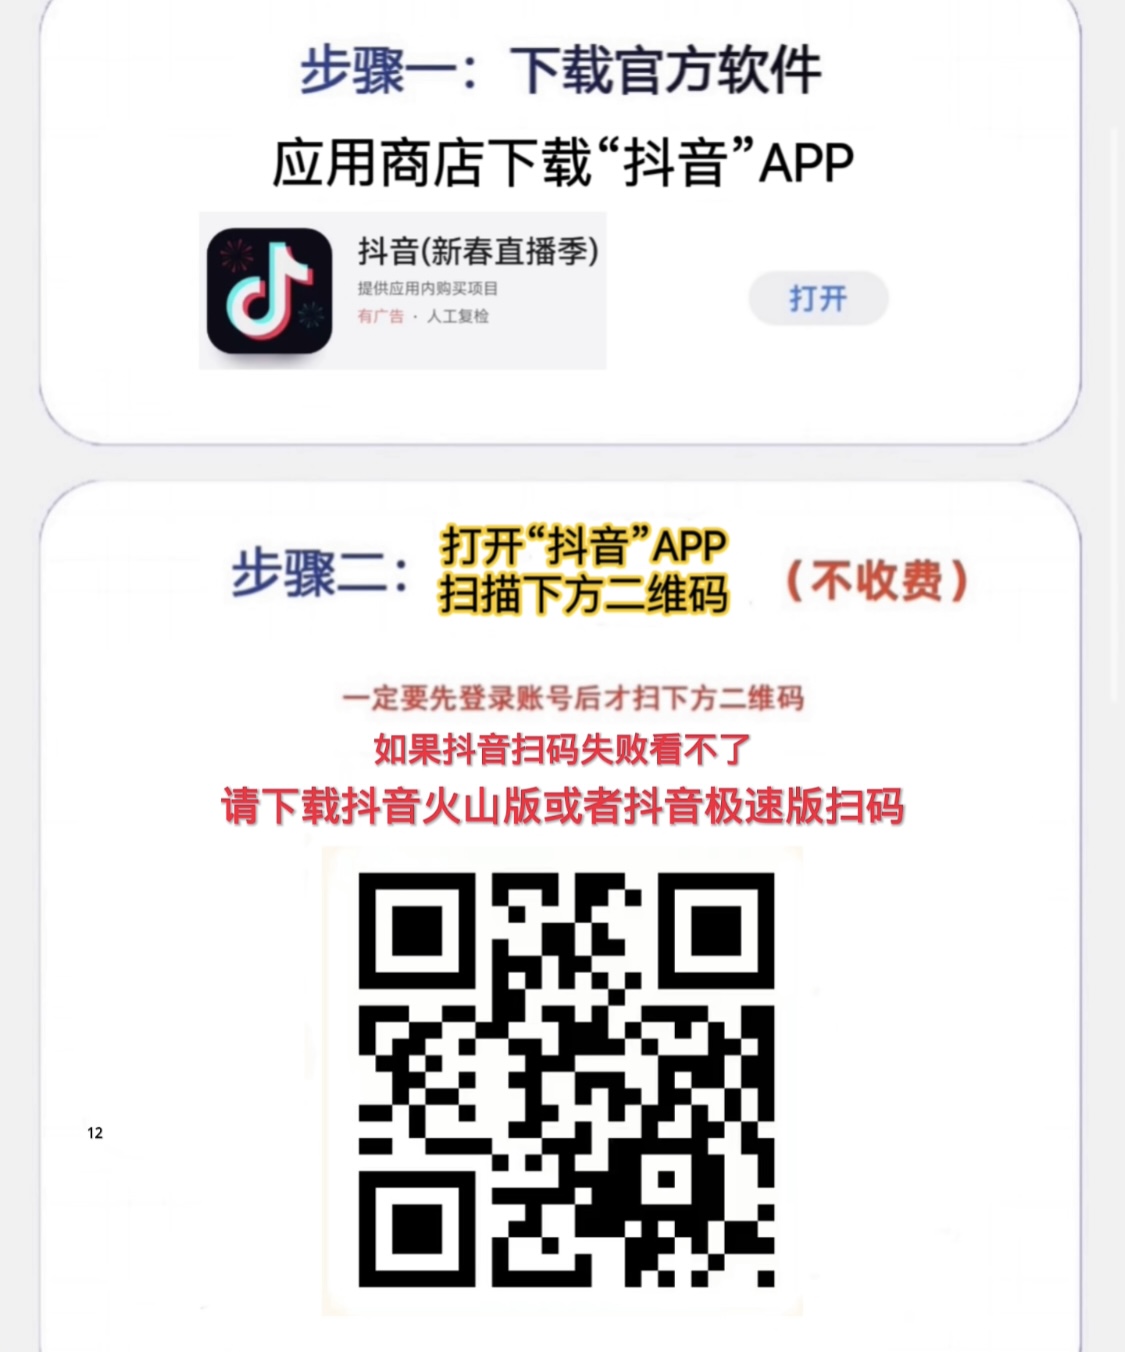 步骤一：下载官方软件
应用商店下载“抖音”APP
抖音(新春直播季)
提供应用内购买项目
有广告 · 人工复检
打开
步骤二：
打开“抖音”APP
扫描下方二维码
（不收费）
一定要先登录账号后才扫下方二维码
如果抖音扫码失败看不了
请下载抖音火山版或者抖音极速版扫码
12